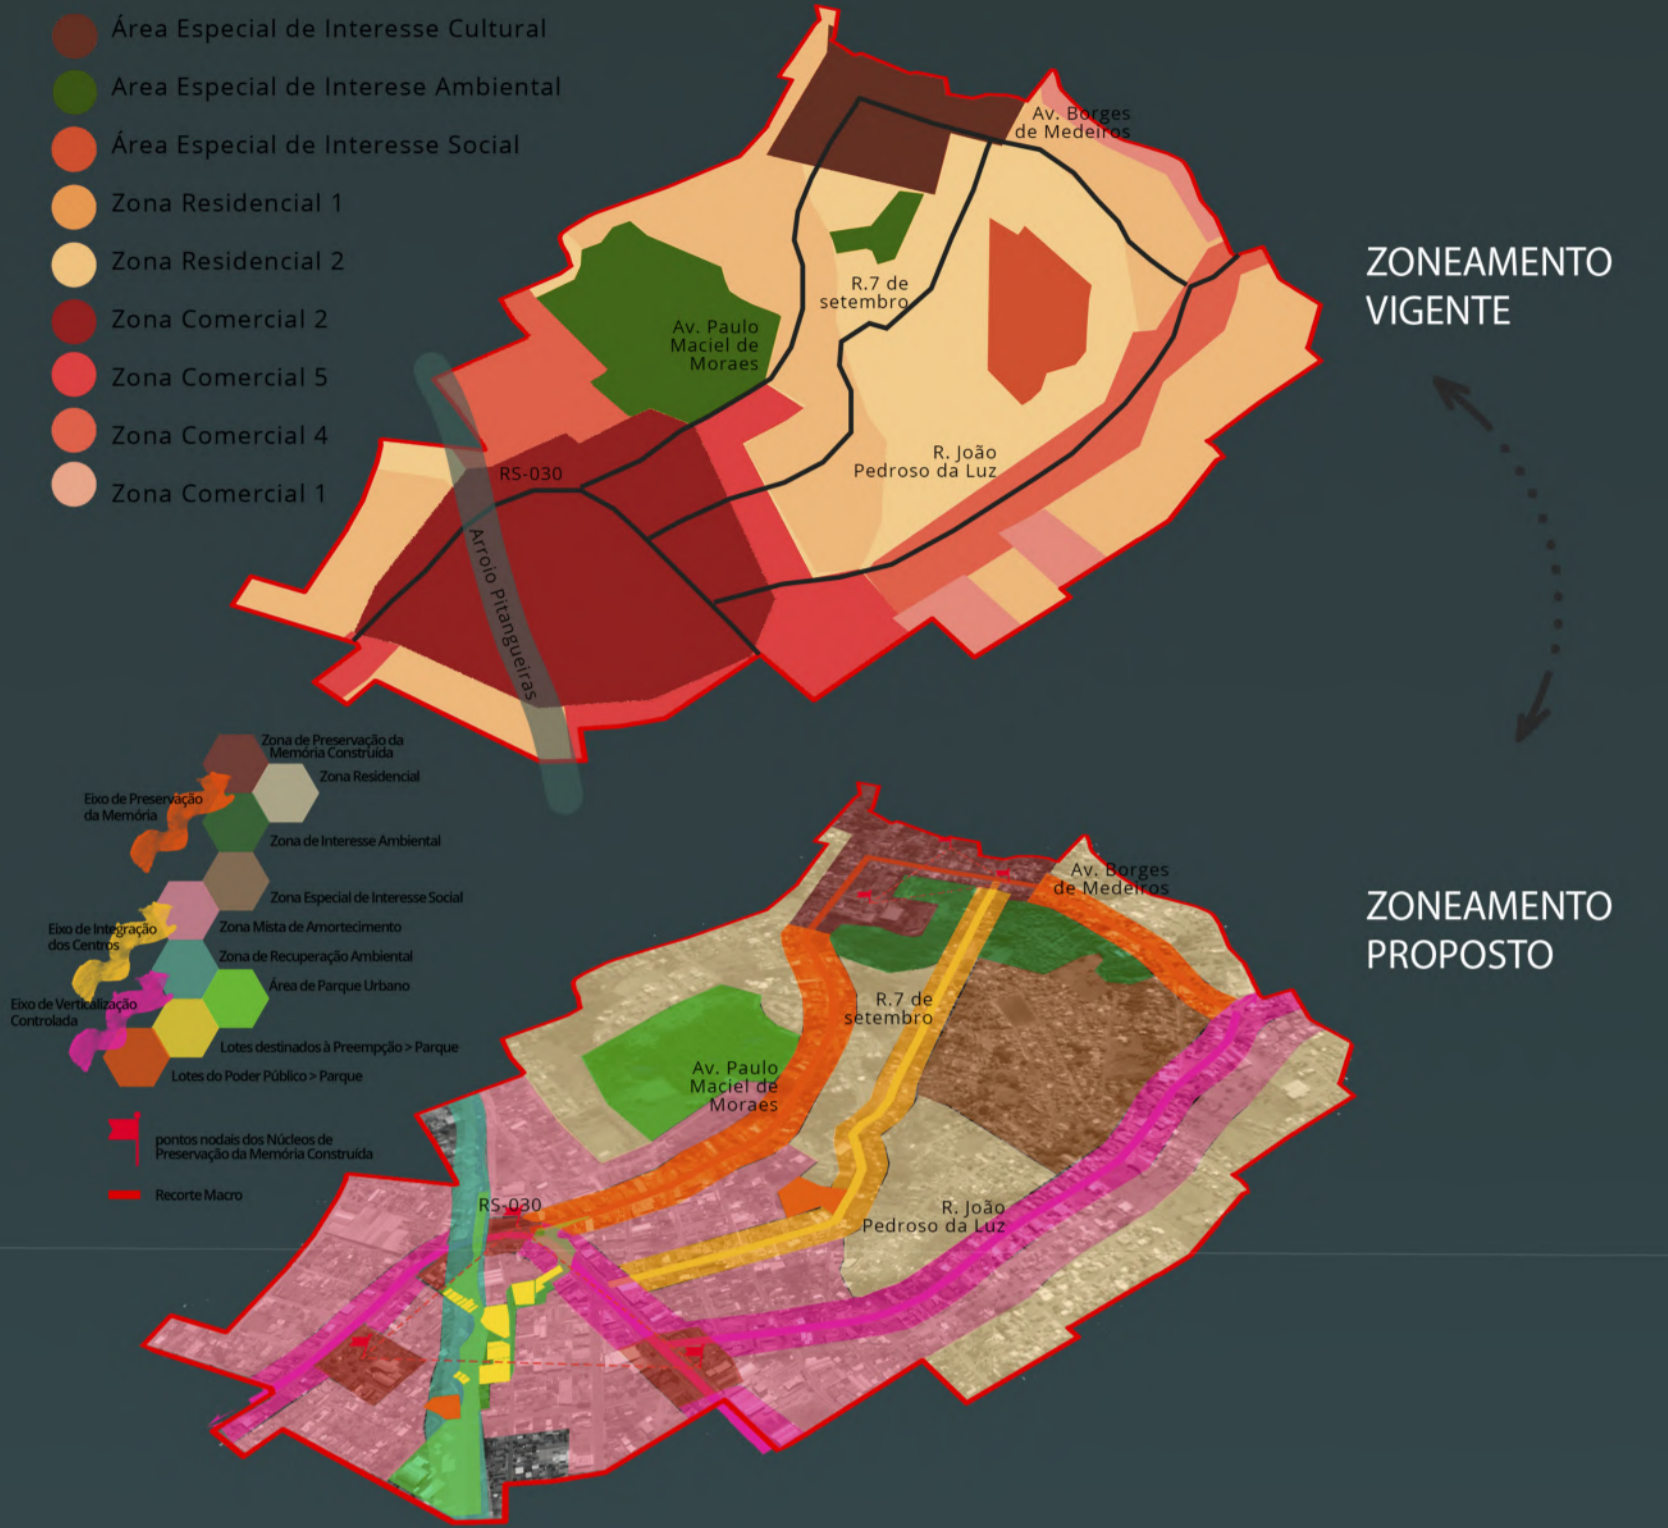 Área Especial de Interesse Cultural
Area Especial de Interese Ambiental
Área Especial de Interesse Social
Zona Residencial 1
Zona Residencial 2
Zona Comercial 2
Zona Comercial 5
Zona Comercial 4
Zona Comercial 1
Av. Borges
de Medeiros
R.7 de
setembro
Av. Paulo
Maciel de
Moraes
R. João
Pedroso da Luz
RS-030
Arroio Pitangueiras
ZONEAMENTO
VIGENTE
Zona de Preservação da
Memória Construída
Zona Residencial
Eixo de Preservação
da Memória
Zona de Interesse Ambiental
Zona Especial de Interesse Social
Zona Mista de Amortecimento
Eixo de Integração
dos Centros
Zona de Recuperação Ambiental
Área de Parque Urbano
Eixo de Verticalização
Controlada
Lotes destinados à Preempção > Parque
Lotes do Poder Público > Parque
pontos nodais dos Núcleos de
Preservação da Memória Construída
Recorte Macro
Av. Borges
de Medeiros
R.7 de
setembro
Av. Paulo
Maciel de
Moraes
RS-030
R. João
Pedroso da Luz
ZONEAMENTO
PROPOSTO